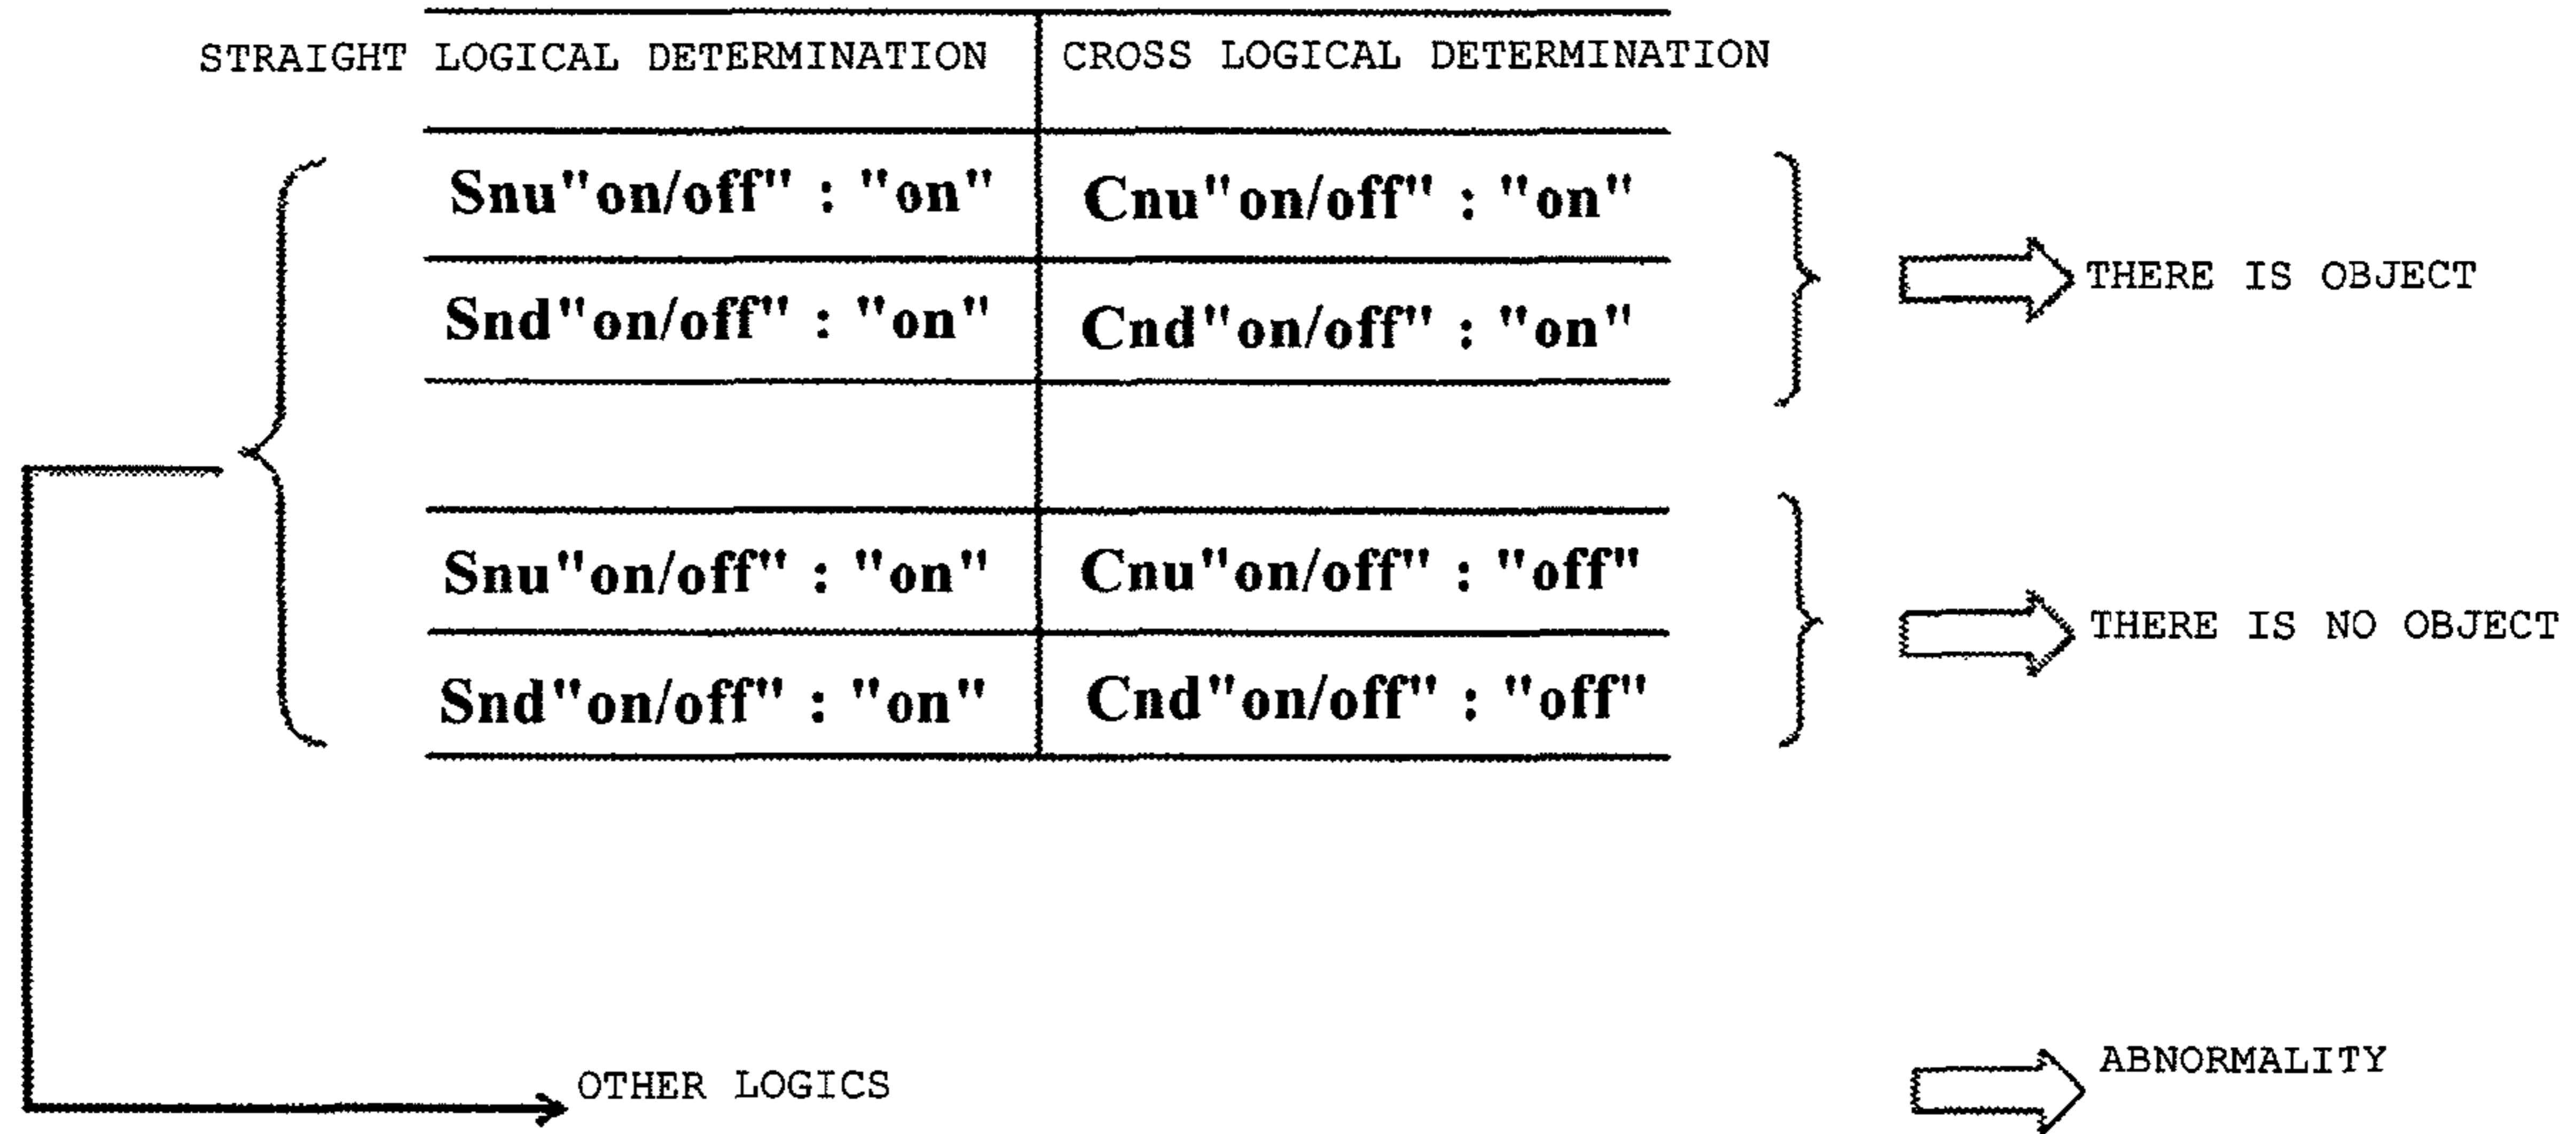 STRAIGHT LOGICAL DETERMINATION CROSS LOGICAL DETERMINATION
Snu"on/off" : "on" Cnu"on/off" : "on"
Snd"on/off" : "on" Cnd"on/off" : "on"
THERE IS OBJECT
Snu"on/off" : "on" Cnu"on/off" : "off"
Snd"on/off" : "on" Cnd"on/off" : "off"
THERE IS NO OBJECT
OTHER LOGICS
ABNORMALITY